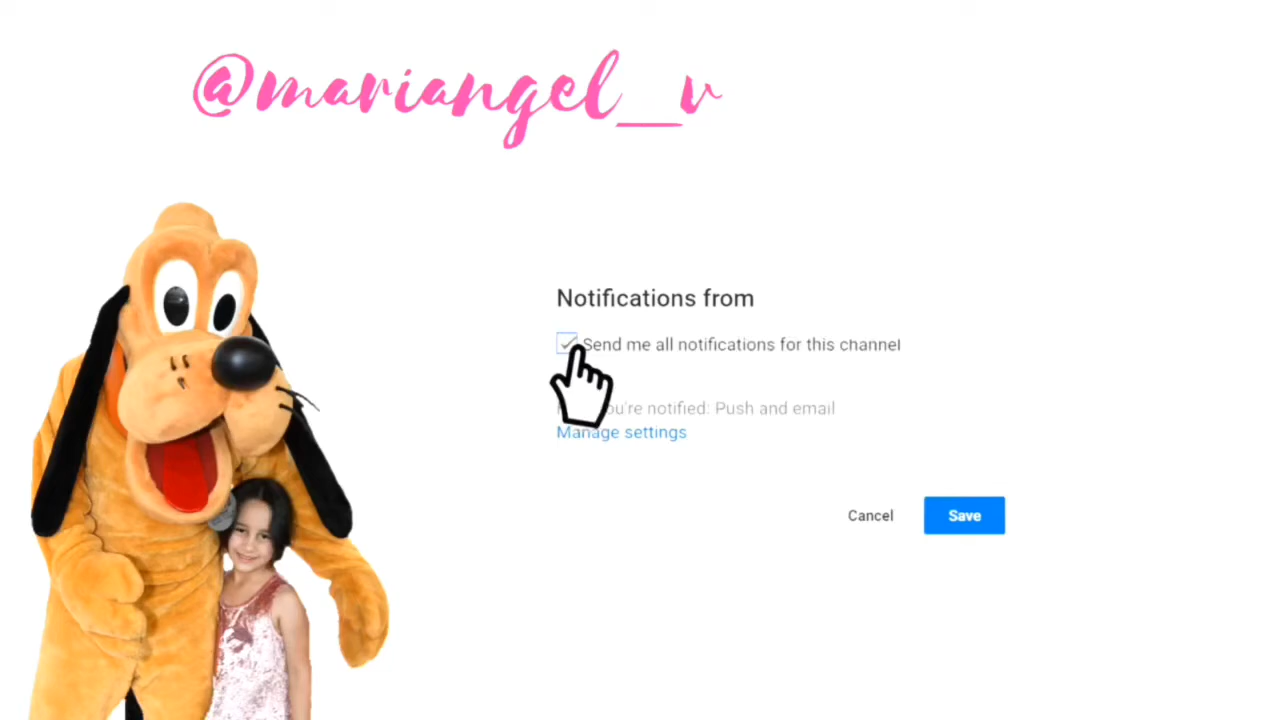 @mariangel_v
Notifications from
Send me all notifications for this channel
you're notified: Push and email
Manage settings
Cancel
Save